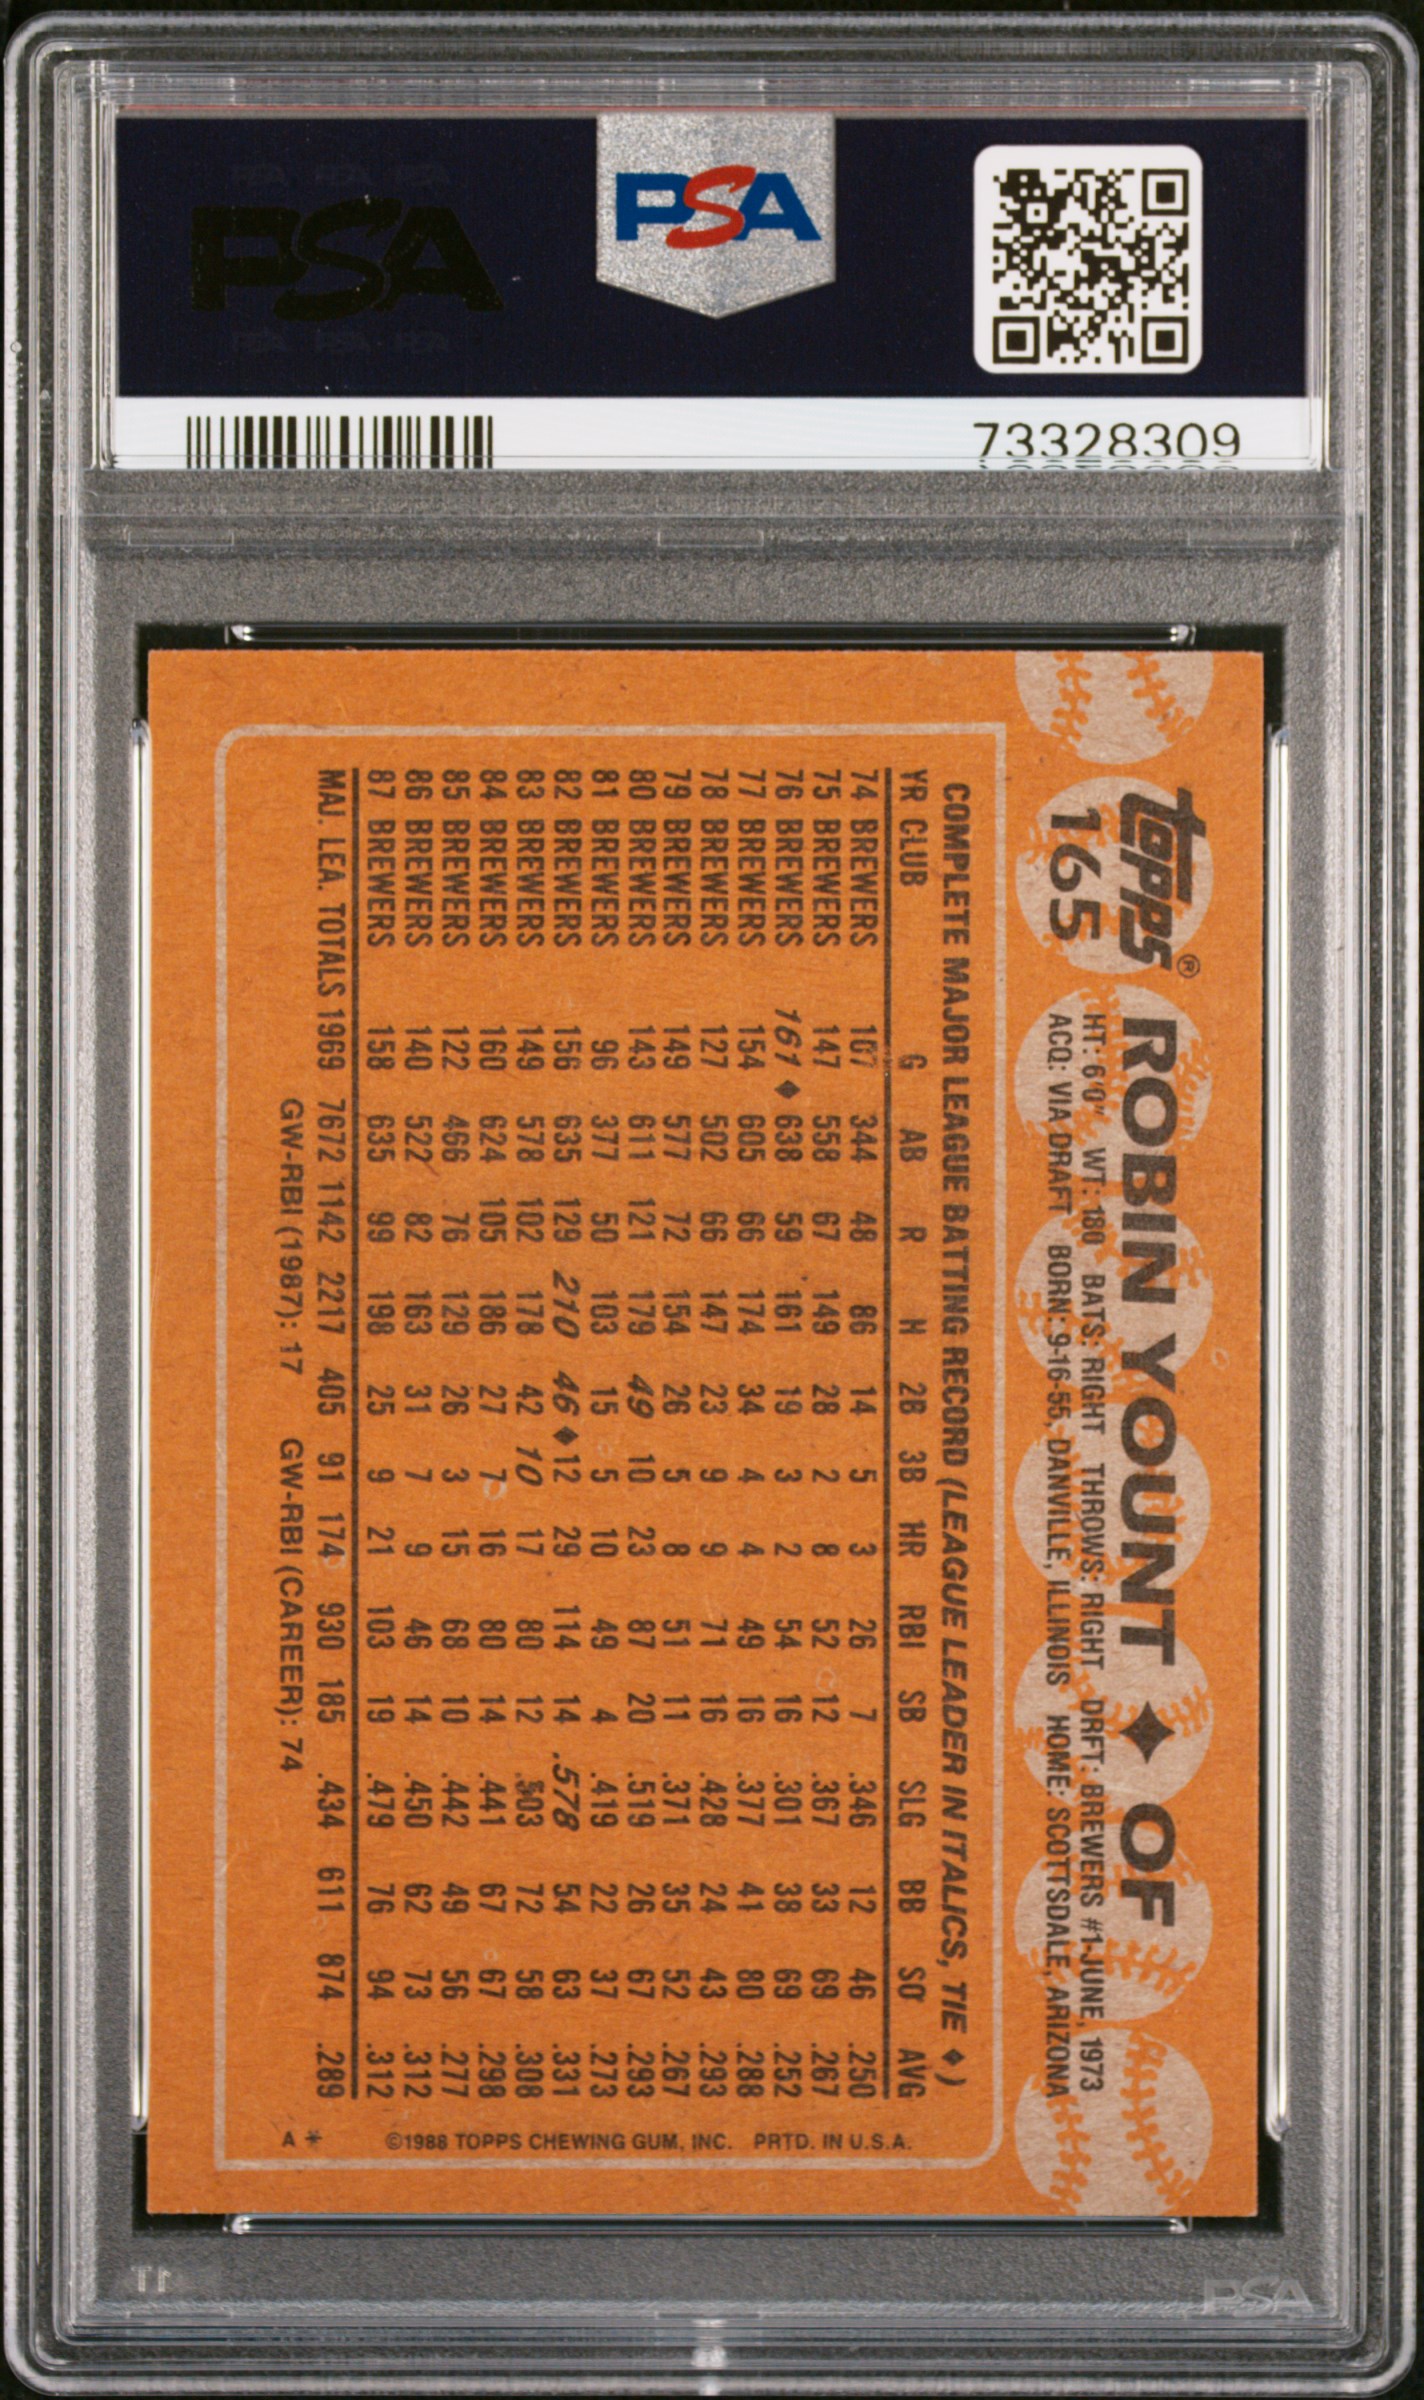 PSA
PSA
73328309
topps®
165
ROBIN YOUNT ♦ OF
HT: 6'0" WT: 180 BATS: RIGHT THROWS: RIGHT DRFT: BREWERS #1-JUNE, 1973
ACQ: VIA DRAFT BORN: 9-16-55, DANVILLE, ILLINOIS HOME: SCOTTSDALE, ARIZONA
COMPLETE MAJOR LEAGUE BATTING RECORD (LEAGUE LEADER IN ITALICS, TIE ♦)
YR CLUB G AB R H 2B 3B HR RBI SB SLG BB SO AVG
74 BREWERS 107 344 48 86 14 5 3 26 7 .346 12 46 .250
75 BREWERS 147 558 67 149 28 2 8 52 12 .367 33 69 .267
76 BREWERS 161 ♦ 638 59 161 19 3 2 54 16 .301 38 69 .252
77 BREWERS 154 605 66 174 34 4 4 49 16 .377 41 80 .288
78 BREWERS 127 502 66 147 23 9 9 71 16 .428 24 43 .293
79 BREWERS 149 577 72 154 26 5 8 51 11 .371 35 52 .267
80 BREWERS 143 611 121 179 49 10 23 87 20 .519 26 67 .293
81 BREWERS 96 377 50 103 15 5 10 49 4 .419 22 37 .273
82 BREWERS 156 635 129 210 46 ♦ 12 29 114 14 .578 54 63 .331
83 BREWERS 149 578 102 178 42 10 17 80 12 .503 72 58 .308
84 BREWERS 160 624 105 186 27 7 16 80 14 .441 67 67 .298
85 BREWERS 122 466 76 129 26 3 15 68 10 .442 49 56 .277
86 BREWERS 140 522 82 163 31 7 9 46 14 .450 62 73 .312
87 BREWERS 158 635 99 198 25 9 21 103 19 .479 76 94 .312
MAJ. LEA. TOTALS 1969 7672 1142 2217 405 91 174 930 185 .434 611 874 .289
GW-RBI (1987): 17 GW-RBI (CAREER): 74
©1988 TOPPS CHEWING GUM, INC. PRTD. IN U.S.A.
A *
PSA